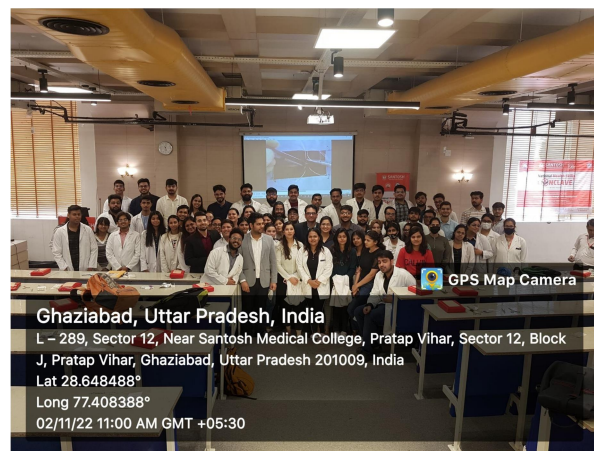 SANTOSH
CONCLAVE
GPS Map Camera
Ghaziabad, Uttar Pradesh, India
L – 289, Sector 12, Near Santosh Medical College, Pratap Vihar, Sector 12, Block
J, Pratap Vihar, Ghaziabad, Uttar Pradesh 201009, India
Lat 28.648488°
Long 77.408388°
02/11/22 11:00 AM GMT +05:30